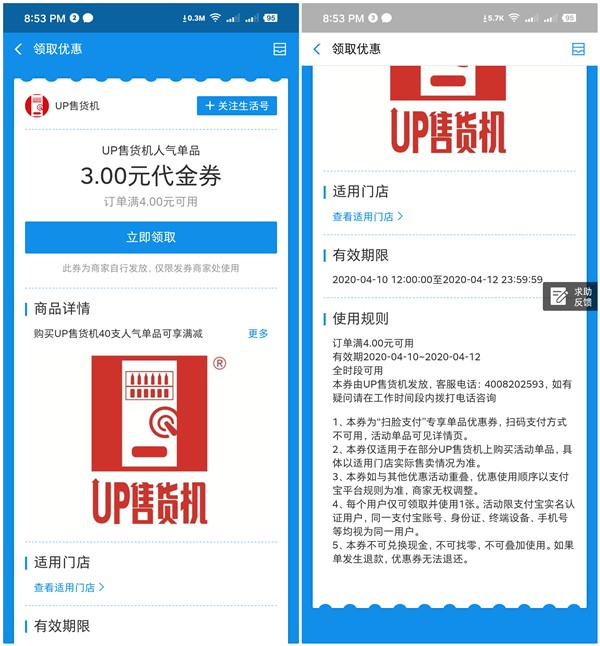 8:53 PM 2 0.3M 95
领取优惠
UP售货机
+ 关注生活号
UP售货机人气单品
3.00元代金券
订单满4.00元可用
立即领取
此券为商家自行发放，仅限发券商家处使用
商品详情
购买UP售货机40支人气单品可享满减 更多
®
UP售货机
适用门店
查看适用门店 >
有效期限
8:53 PM 3 5.7K 95
领取优惠
UP售货机
适用门店
查看适用门店 >
有效期限
2020-04-10 12:00:00至2020-04-12 23:59:59
求助
反馈
使用规则
订单满4.00元可用
有效期2020-04-10~2020-04-12
全时段可用
本券由UP售货机发放，客服电话：4008202593，如有
疑问请在工作时间段内拨打电话咨询
1、本券为“扫脸支付”专享单品优惠券，扫码支付方式
不可用，活动单品可见详情页。
2、本券仅适用于在部分UP售货机上购买活动单品，具
体以适用门店实际售卖情况为准。
3、本券如与其他优惠活动重叠，优惠使用顺序以支付
宝平台规则为准，商家无权调整。
4、每个用户仅可领取并使用1张。活动限支付宝实名认
证用户，同一支付宝账号、身份证、终端设备、手机号
等均视为同一用户。
5、本券不可兑换现金，不可找零，不可叠加使用。如果
单发生退款，优惠券无法退还。